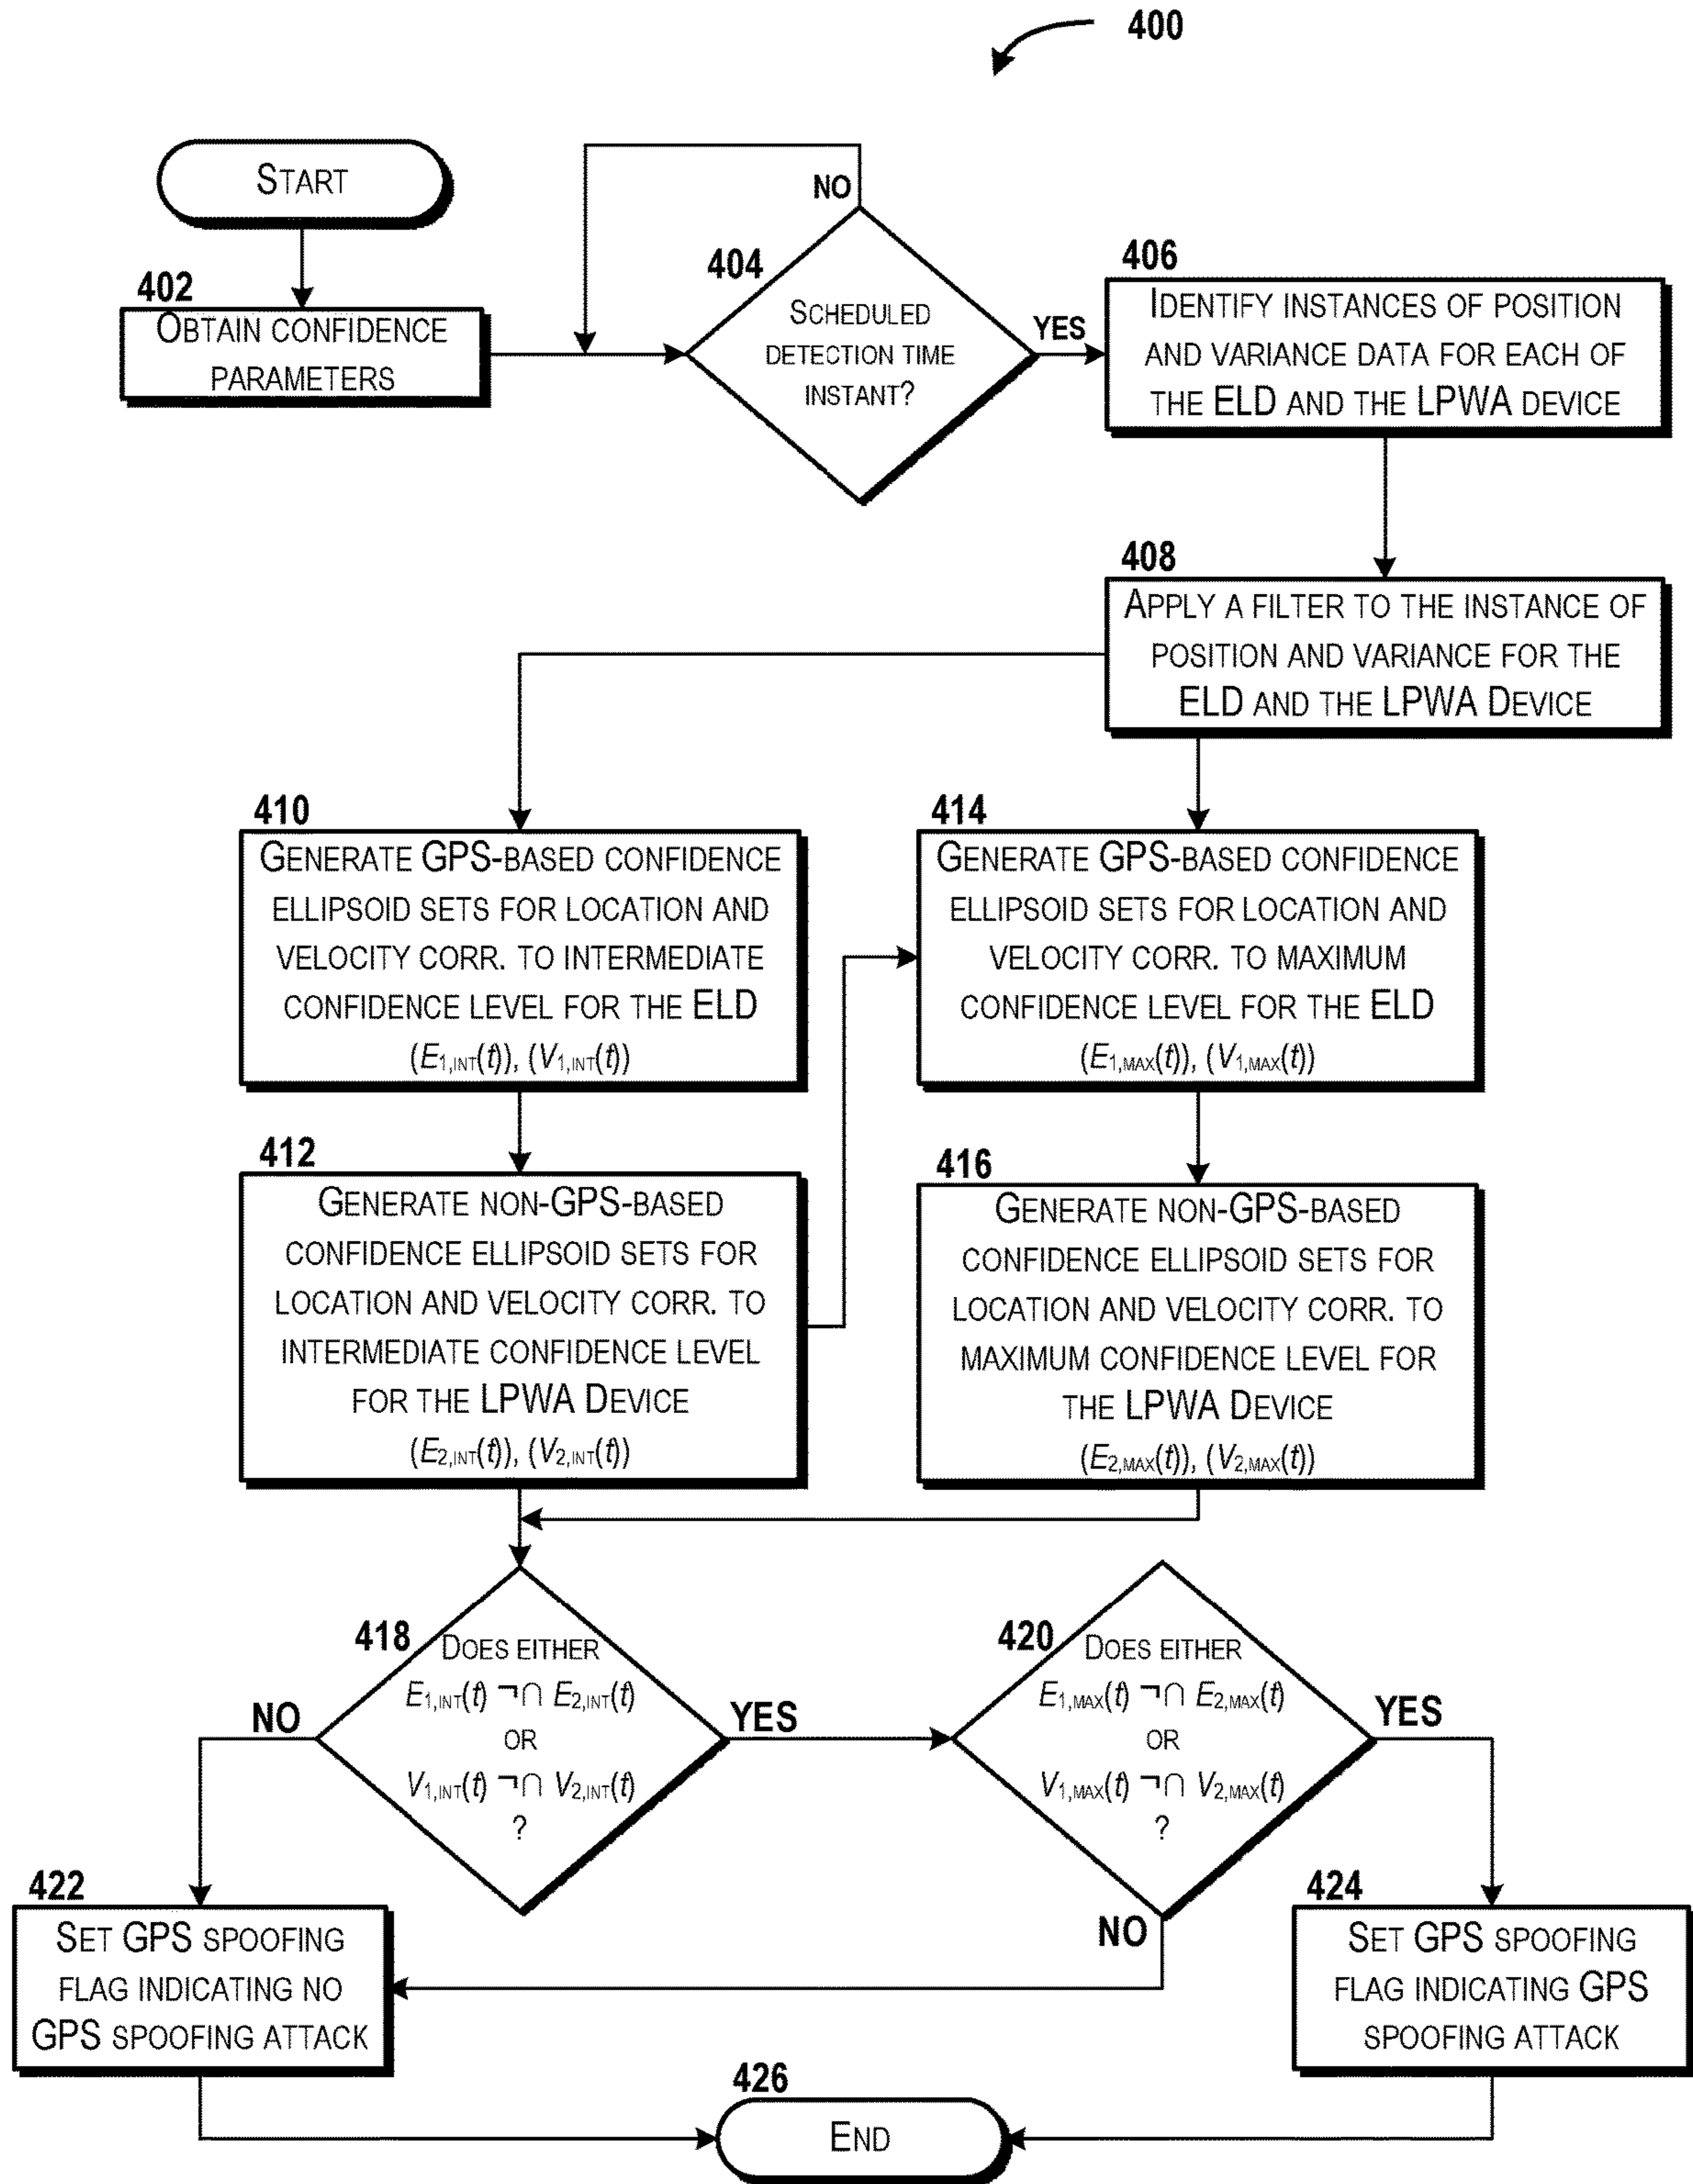 400
START
402
OBTAIN CONFIDENCE
PARAMETERS
NO
404
SCHEDULED
DETECTION TIME
INSTANT?
YES
406
IDENTIFY INSTANCES OF POSITION
AND VARIANCE DATA FOR EACH OF
THE ELD AND THE LPWA DEVICE
408
APPLY A FILTER TO THE INSTANCE OF
POSITION AND VARIANCE FOR THE
ELD AND THE LPWA DEVICE
410
GENERATE GPS-BASED CONFIDENCE
ELLIPSOID SETS FOR LOCATION AND
VELOCITY CORR. TO INTERMEDIATE
CONFIDENCE LEVEL FOR THE ELD
(E1,INT(t)), (V1,INT(t))
412
GENERATE NON-GPS-BASED
CONFIDENCE ELLIPSOID SETS FOR
LOCATION AND VELOCITY CORR. TO
INTERMEDIATE CONFIDENCE LEVEL
FOR THE LPWA DEVICE
(E2,INT(t)), (V2,INT(t))
414
GENERATE GPS-BASED CONFIDENCE
ELLIPSOID SETS FOR LOCATION AND
VELOCITY CORR. TO MAXIMUM
CONFIDENCE LEVEL FOR THE ELD
(E1,MAX(t)), (V1,MAX(t))
416
GENERATE NON-GPS-BASED
CONFIDENCE ELLIPSOID SETS FOR
LOCATION AND VELOCITY CORR. TO
MAXIMUM CONFIDENCE LEVEL FOR
THE LPWA DEVICE
(E2,MAX(t)), (V2,MAX(t))
418
DOES EITHER
E1,INT(t) ¬∩ E2,INT(t)
OR
V1,INT(t) ¬∩ V2,INT(t)
?
NO
YES
420
DOES EITHER
E1,MAX(t) ¬∩ E2,MAX(t)
OR
V1,MAX(t) ¬∩ V2,MAX(t)
?
YES
NO
422
SET GPS SPOOFING
FLAG INDICATING NO
GPS SPOOFING ATTACK
424
SET GPS SPOOFING
FLAG INDICATING GPS
SPOOFING ATTACK
426
END